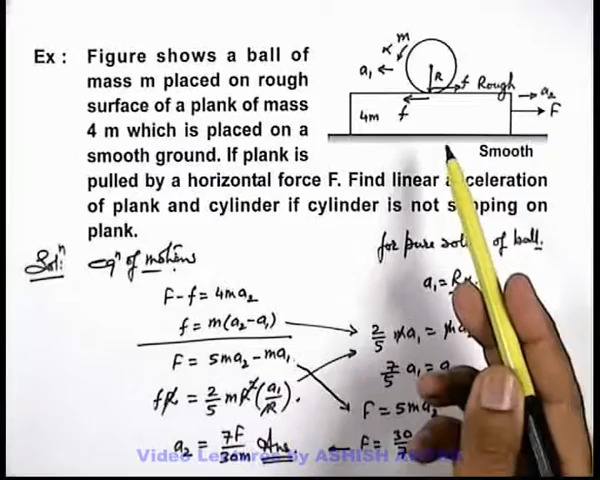 Ex : Figure shows a ball of
mass m placed on rough
surface of a plank of mass
4 m which is placed on a
smooth ground. If plank is
pulled by a horizontal force F. Find linear
of plank and cylinder if cylinder is not on
plank.
m
α
a₁
R
f Rough
a₂
F
4m
f
Smooth
Solⁿ: eqⁿ of motions
F-f = 4ma₂
f = m(a₂-a₁)
F = 5ma₂ - ma₁
fR = 2/5 mR² (a₁/R).
a₂ = 7F/30m Ans.
for pure of ball.
a₁ =
2/5 ma₁ =
7/5 a₁ =
F = 5ma₂
F = 30/7
Video Lectures by ASHISH